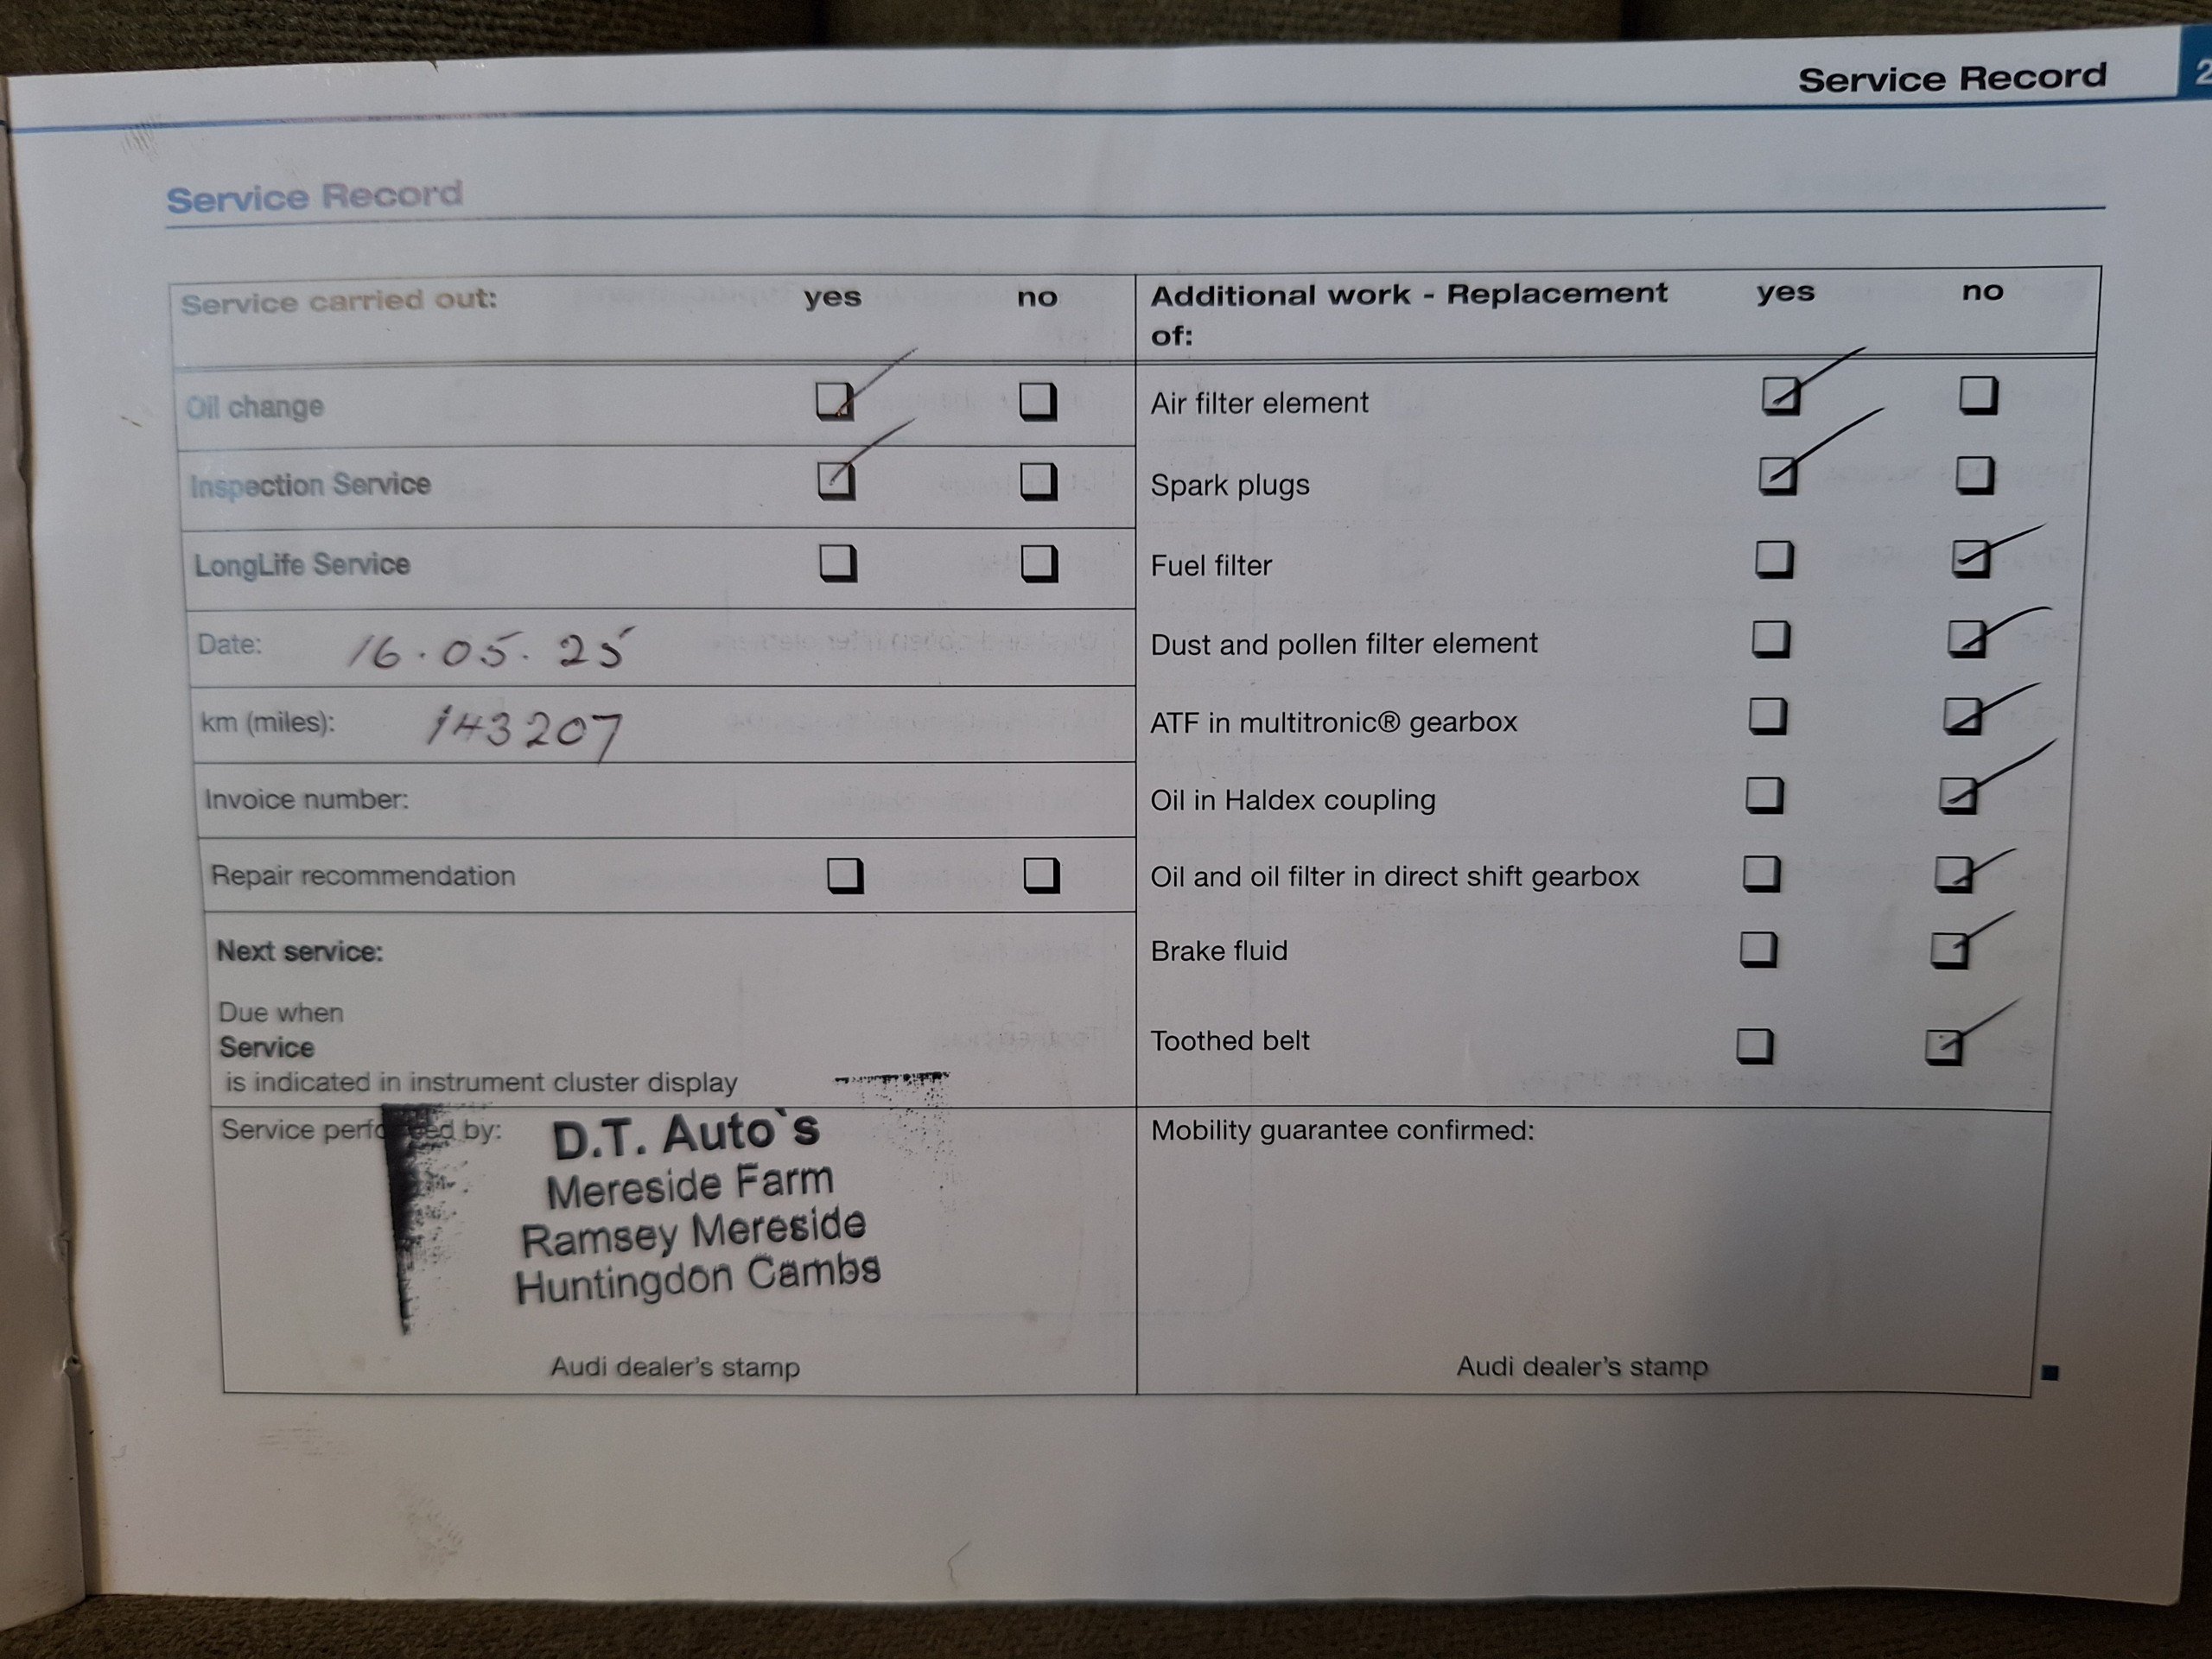 Service Record
2
Service Record
Service carried out: yes no
Oil change
Inspection Service
LongLife Service
Date: 16.05.25
km (miles): 143207
Invoice number:
Repair recommendation
Next service:
Due when
Service
is indicated in instrument cluster display
Service performed by:
D.T. Auto`s
Mereside Farm
Ramsey Mereside
Huntingdon Cambs
Audi dealer's stamp
Additional work - Replacement yes no
of:
Air filter element
Spark plugs
Fuel filter
Dust and pollen filter element
ATF in multitronic® gearbox
Oil in Haldex coupling
Oil and oil filter in direct shift gearbox
Brake fluid
Toothed belt
Mobility guarantee confirmed:
Audi dealer's stamp